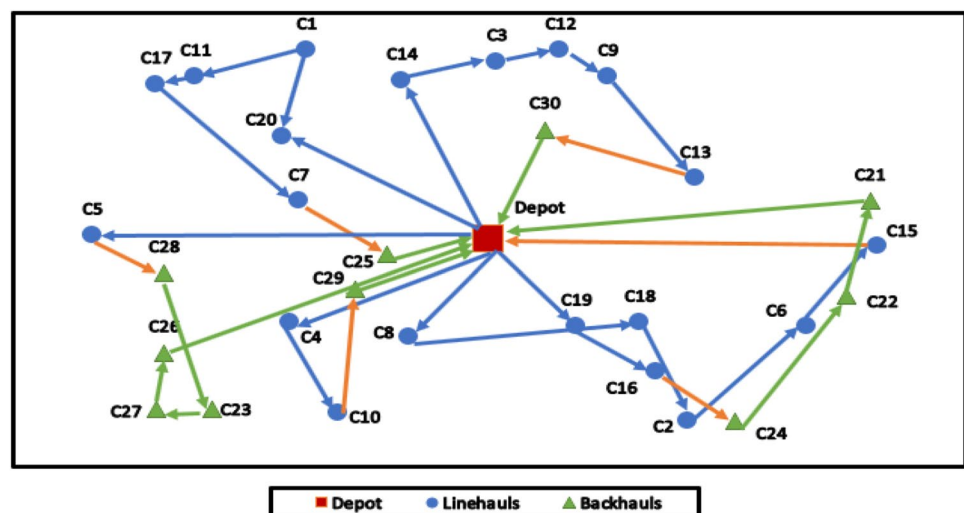 C1
C12
C3
C9
C17
C11
C14
C30
C20
C13
C7
C21
C5
Depot
C28
C15
C25
C29
C22
C26
C4
C8
C19
C18
C6
C16
C27
C23
C10
C2
C24
Depot Linehauls Backhauls